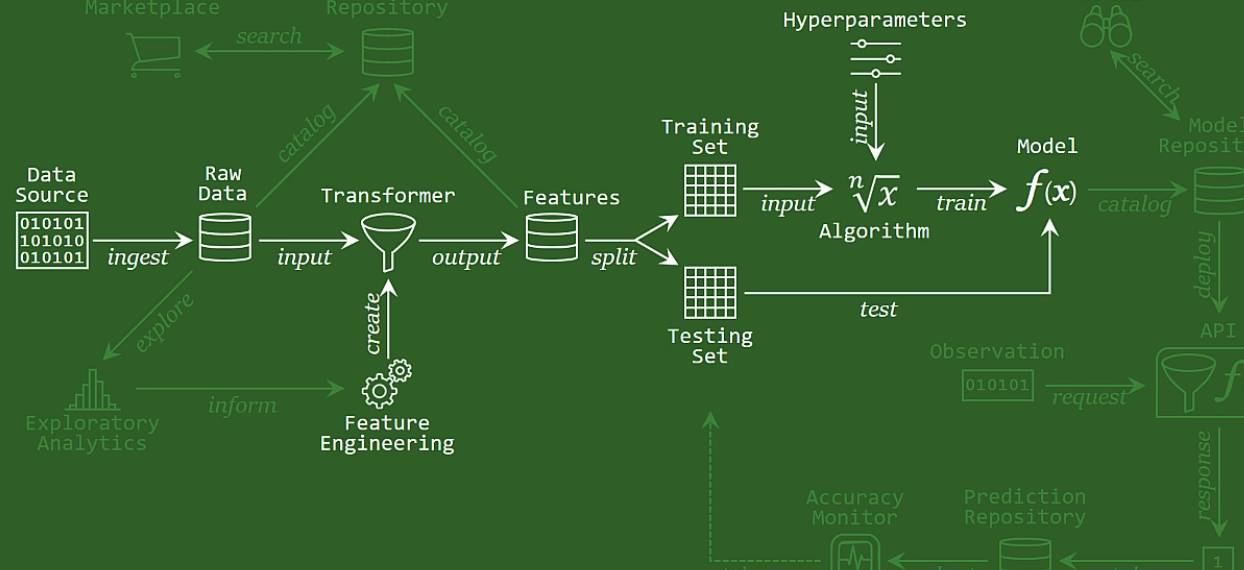 Marketplace
Repository
search
catalog
catalog
Hyperparameters
input
search
Data
Source
010101
101010
010101
ingest
Raw
Data
input
Transformer
output
Features
split
Training
Set
input
Algorithm
train
Model
f(x)
catalog
Model
deploy
Testing
Set
test
explore
create
Exploratory
Analytics
inform
Feature
Engineering
Observation
010101
request
API
f
response
Accuracy
Monitor
Prediction
Repository
1